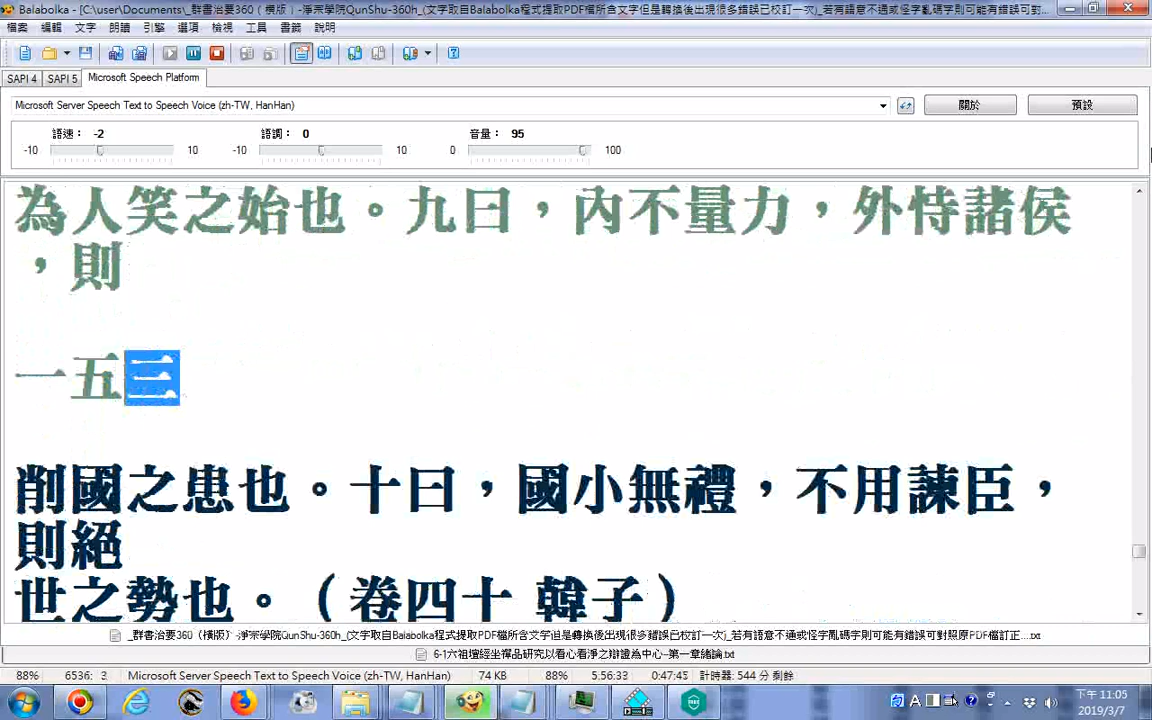 Balabolka - [C:\user\Documents\_群書治要360 ( 橫版 ) -淨宗學院QunShu-360h_(文字取自Balabolka程式提取PDF檔所含文字但是轉換後出現很多錯誤已校訂一次)_若有語意不通或怪字亂碼字則可能有錯誤可對...
檔案 編輯 文字 朗讀 引擎 選項 檢視 工具 書籤 說明
SAPI 4 SAPI 5 Microsoft Speech Platform
Microsoft Server Speech Text to Speech Voice (zh-TW, HanHan) 關於 預設
語速： -2 語調： 0 音量： 95
-10 10 -10 10 0 100
為人笑之始也。九曰，內不量力，外恃諸侯
，則
一五三
削國之患也。十曰，國小無禮，不用諫臣，
則絕
世之勢也。（卷四十 韓子）
_群書治要360 ( 橫版 ) -淨宗學院QunShu-360h_(文字取自Balabolka程式提取PDF檔所含文字但是轉換後出現很多錯誤已校訂一次)_若有語意不通或怪字亂碼字則可能有錯誤可對照原PDF檔訂正....txt
6-1六祖壇經坐禪品研究以看心看淨之辯證為中心--第一章緒論.txt
88% 6536: 3 Microsoft Server Speech Text to Speech Voice (zh-TW, HanHan) 74 KB 88% 5:56:33 0:47:45 計時器: 544 分 剩餘
下午 11:05
2019/3/7